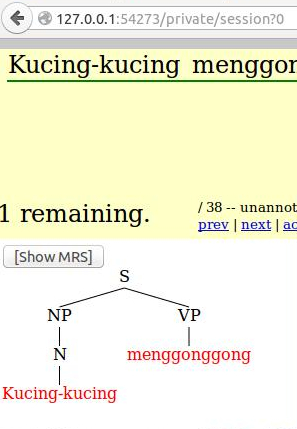 127.0.0.1:54273/private/session?0
Kucing-kucing
1 remaining.
/ 38 -- unannot
prev | next | ac
[Show MRS]
S
NP VP
N menggonggong
Kucing-kucing